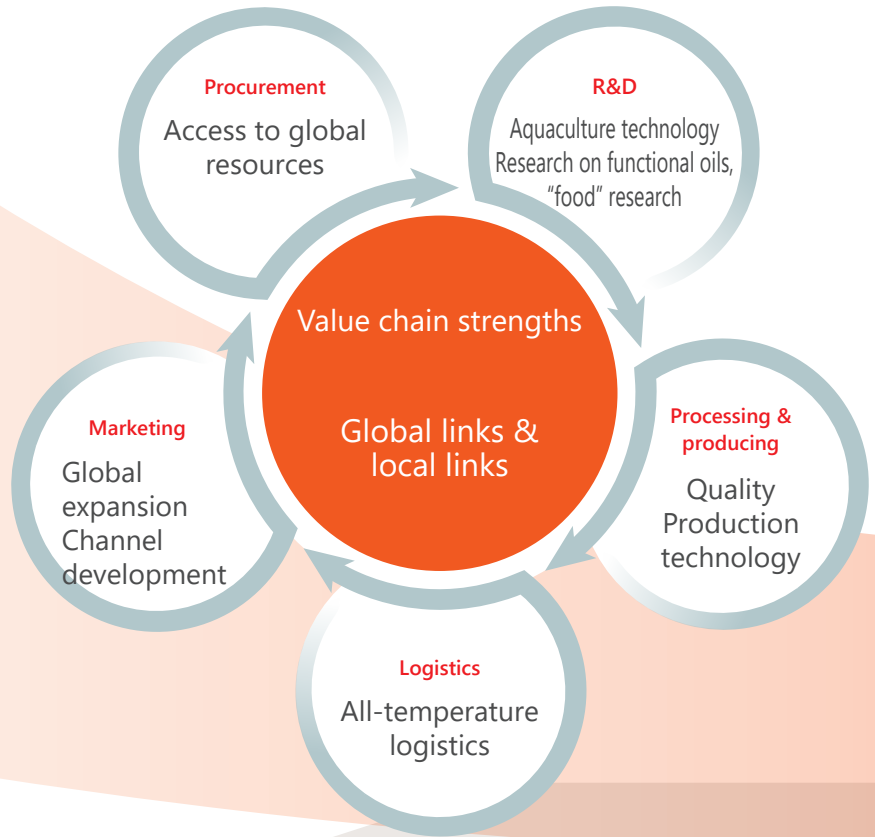 Procurement
Access to global
resources
R&D
Aquaculture technology
Research on functional oils,
“food” research
Value chain strengths
Global links &
local links
Processing &
producing
Quality
Production
technology
Logistics
All-temperature
logistics
Marketing
Global
expansion
Channel
development